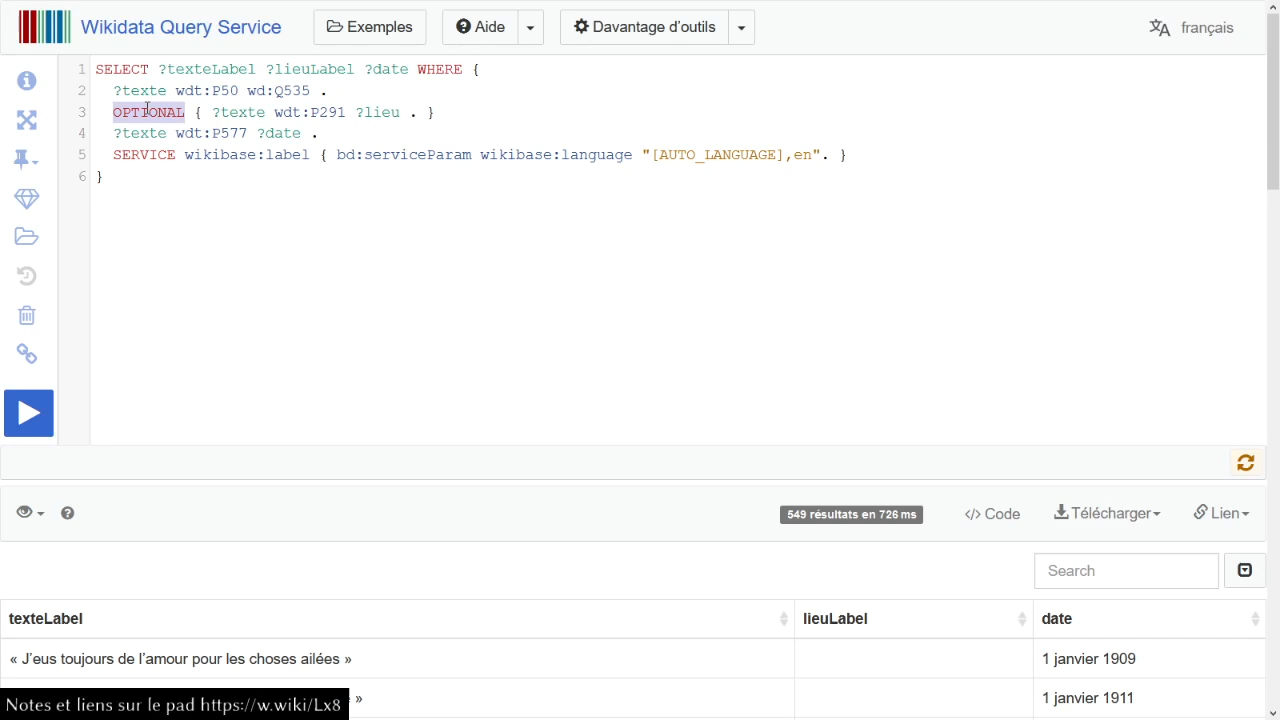 Wikidata Query Service Exemples Aide Davantage d'outils français
1 SELECT ?texteLabel ?lieuLabel ?date WHERE {
2 ?texte wdt:P50 wd:Q535 .
3 OPTIONAL { ?texte wdt:P291 ?lieu . }
4 ?texte wdt:P577 ?date .
5 SERVICE wikibase:label { bd:serviceParam wikibase:language "[AUTO_LANGUAGE],en". }
6 }
549 résultats en 726 ms </> Code Télécharger Lien
Search
texteLabel lieuLabel date
« J'eus toujours de l'amour pour les choses ailées » 1 janvier 1909
» 1 janvier 1911
Notes et liens sur le pad https://w.wiki/Lx8